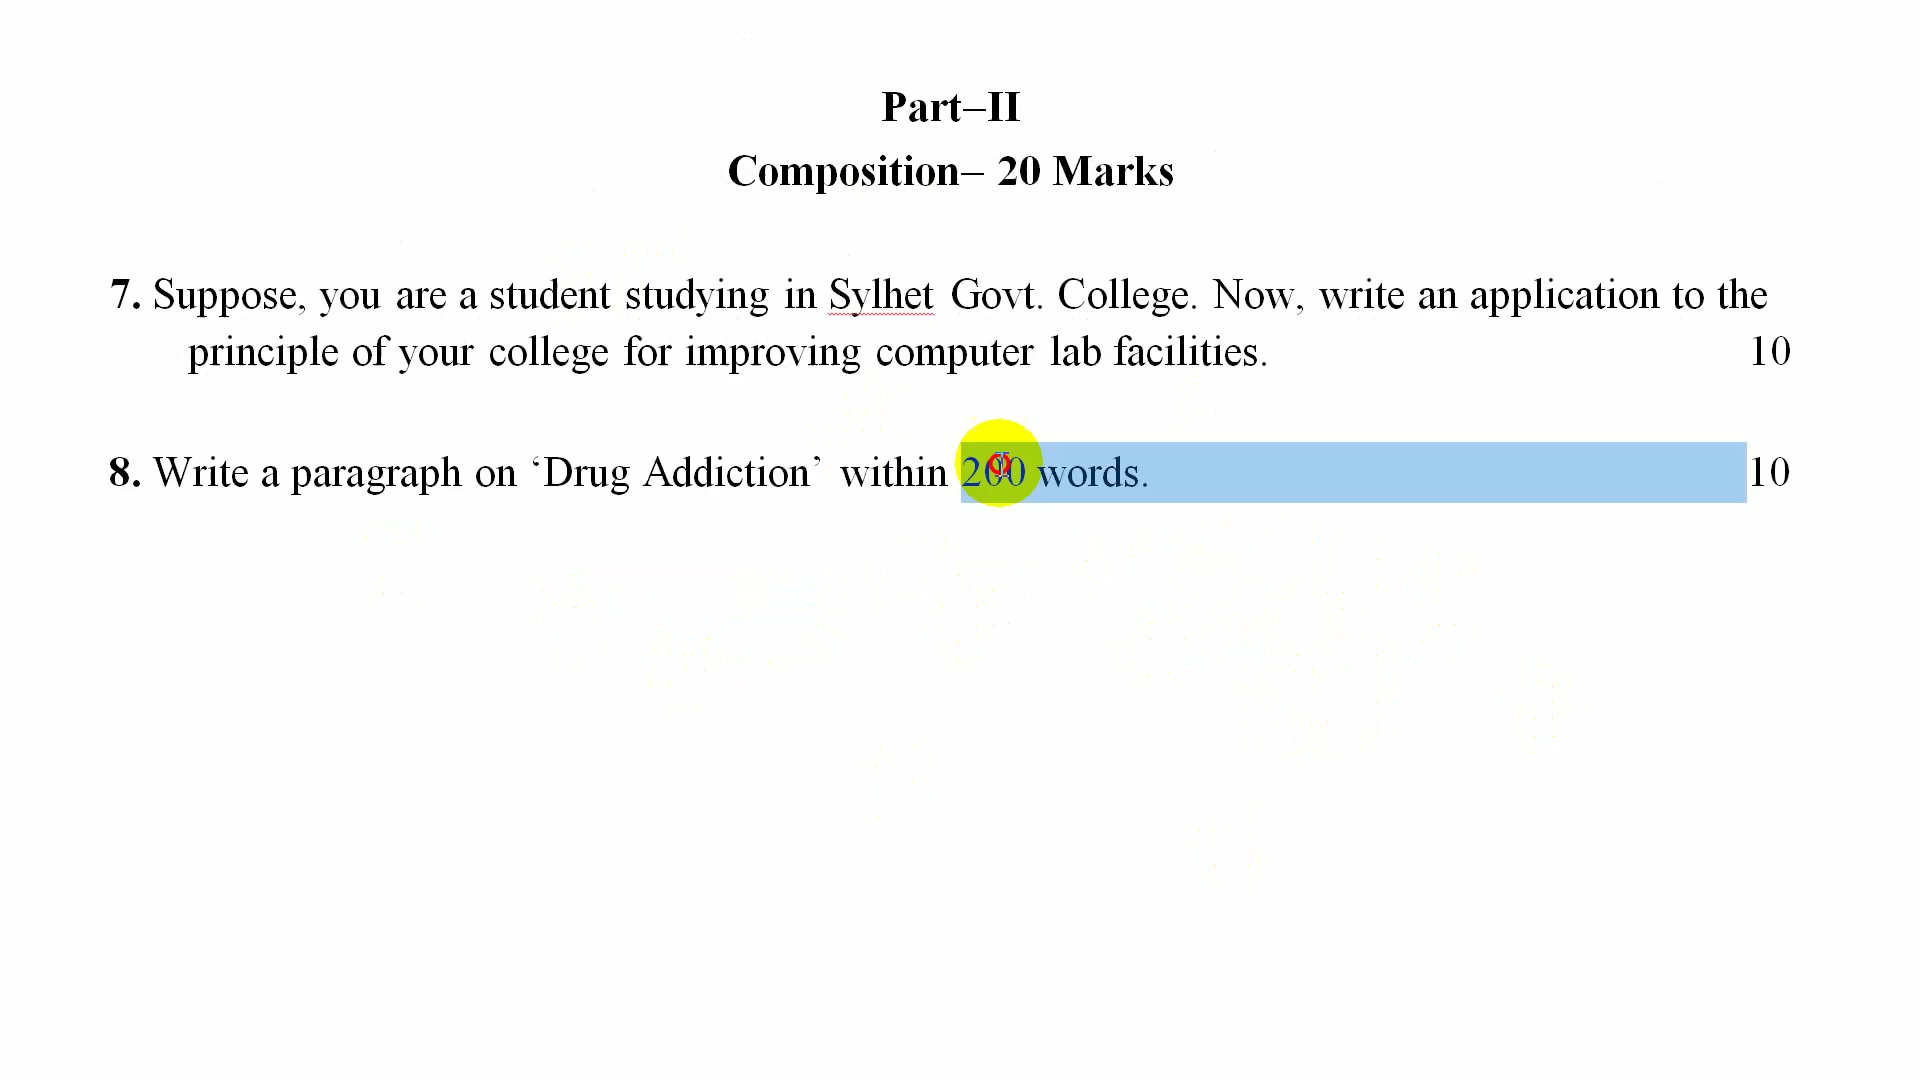 Part–II
Composition– 20 Marks
7. Suppose, you are a student studying in Sylhet Govt. College. Now, write an application to the
principle of your college for improving computer lab facilities. 10
8. Write a paragraph on ‘Drug Addiction’ within 200 words. 10